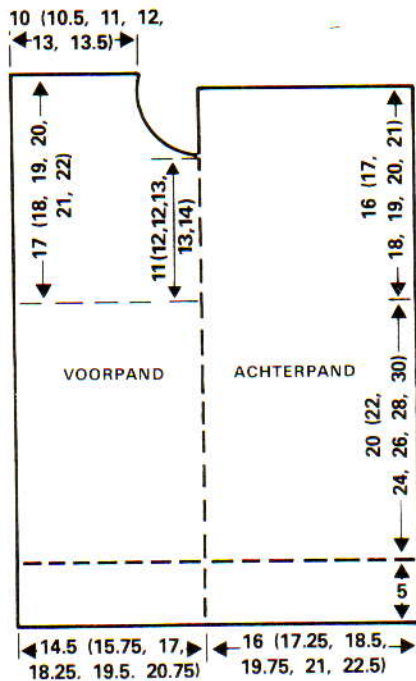 10 (10.5, 11, 12,
13, 13.5)
17 (18, 19, 20,
21, 22)
11 (12,12,13,
13,14)
16 (17,
18, 19, 20, 21)
VOORPAND
ACHTERPAND
20 (22,
24, 26, 28, 30)
5
14.5 (15.75, 17,
18.25, 19.5. 20.75)
16 (17.25, 18.5,
19.75, 21, 22.5)